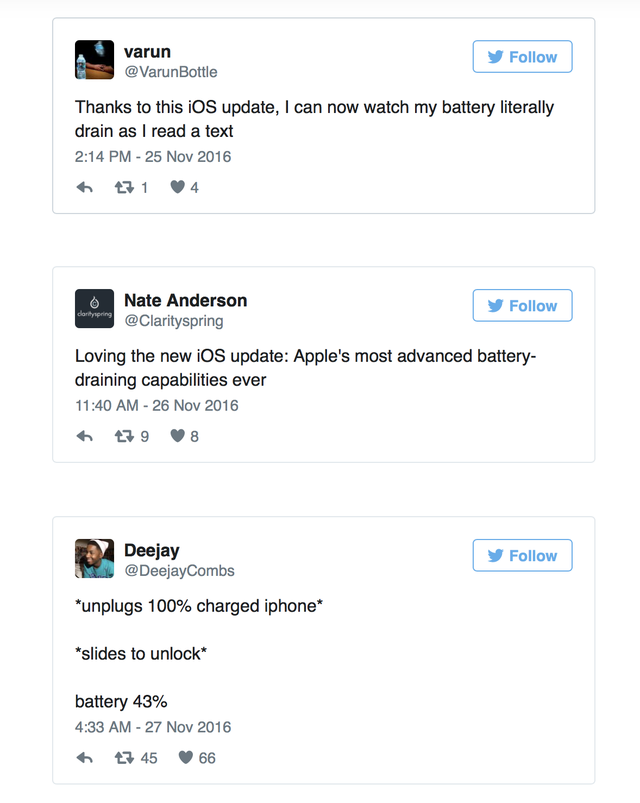 varun
@VarunBottle
Follow
Thanks to this iOS update, I can now watch my battery literally
drain as I read a text
2:14 PM - 25 Nov 2016
1 4
clarityspring
Nate Anderson
@Clarityspring
Follow
Loving the new iOS update: Apple's most advanced battery-
draining capabilities ever
11:40 AM - 26 Nov 2016
9 8
Deejay
@DeejayCombs
Follow
*unplugs 100% charged iphone*
*slides to unlock*
battery 43%
4:33 AM - 27 Nov 2016
45 66